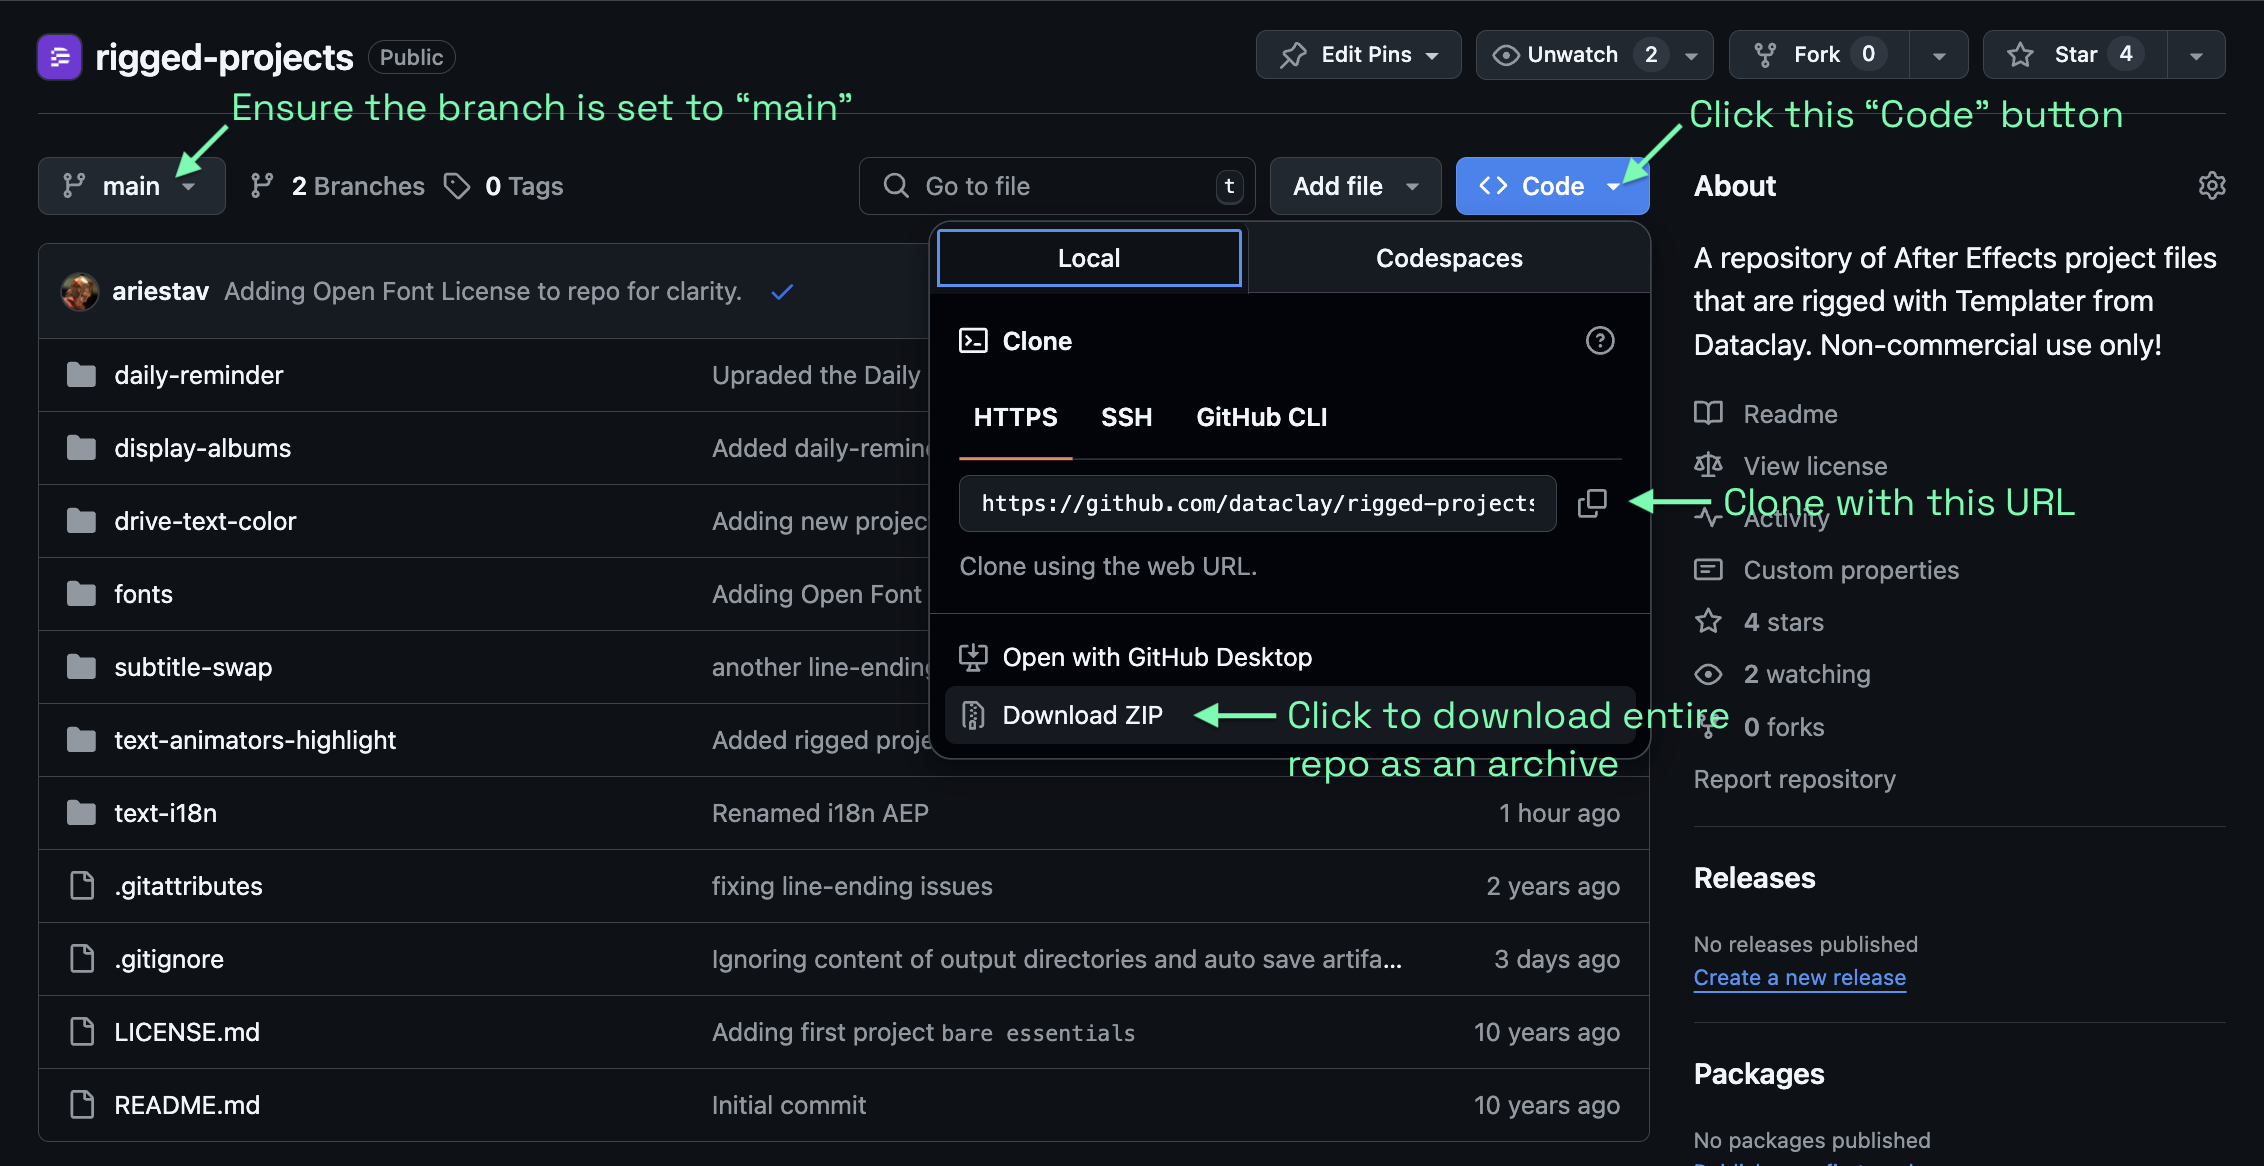 rigged-projects Public
Edit Pins
Unwatch 2
Fork 0
Star 4
Ensure the branch is set to “main”
Click this “Code” button
main
2 Branches
0 Tags
Go to file t
Add file
<> Code
About
Local
Codespaces
A repository of After Effects project files
that are rigged with Templater from
Dataclay. Non-commercial use only!
ariestav Adding Open Font License to repo for clarity.
Clone
HTTPS SSH GitHub CLI
https://github.com/dataclay/rigged-projects
Clone with this URL
Clone using the web URL.
Open with GitHub Desktop
Download ZIP
Click to download entire
repo as an archive
daily-reminder Upraded the Daily
display-albums Added
drive-text-color Adding new
fonts Adding Open Font
subtitle-swap another
text-animators-highlight Added rigged
text-i18n Renamed i18n AEP 1 hour ago
.gitattributes fixing line-ending issues 2 years ago
.gitignore Ignoring content of output directories and auto save artifa... 3 days ago
LICENSE.md Adding first project bare essentials 10 years ago
README.md Initial commit 10 years ago
Readme
View license
Activity
Custom properties
4 stars
2 watching
0 forks
Report repository
Releases
No releases published
Create a new release
Packages
No packages published